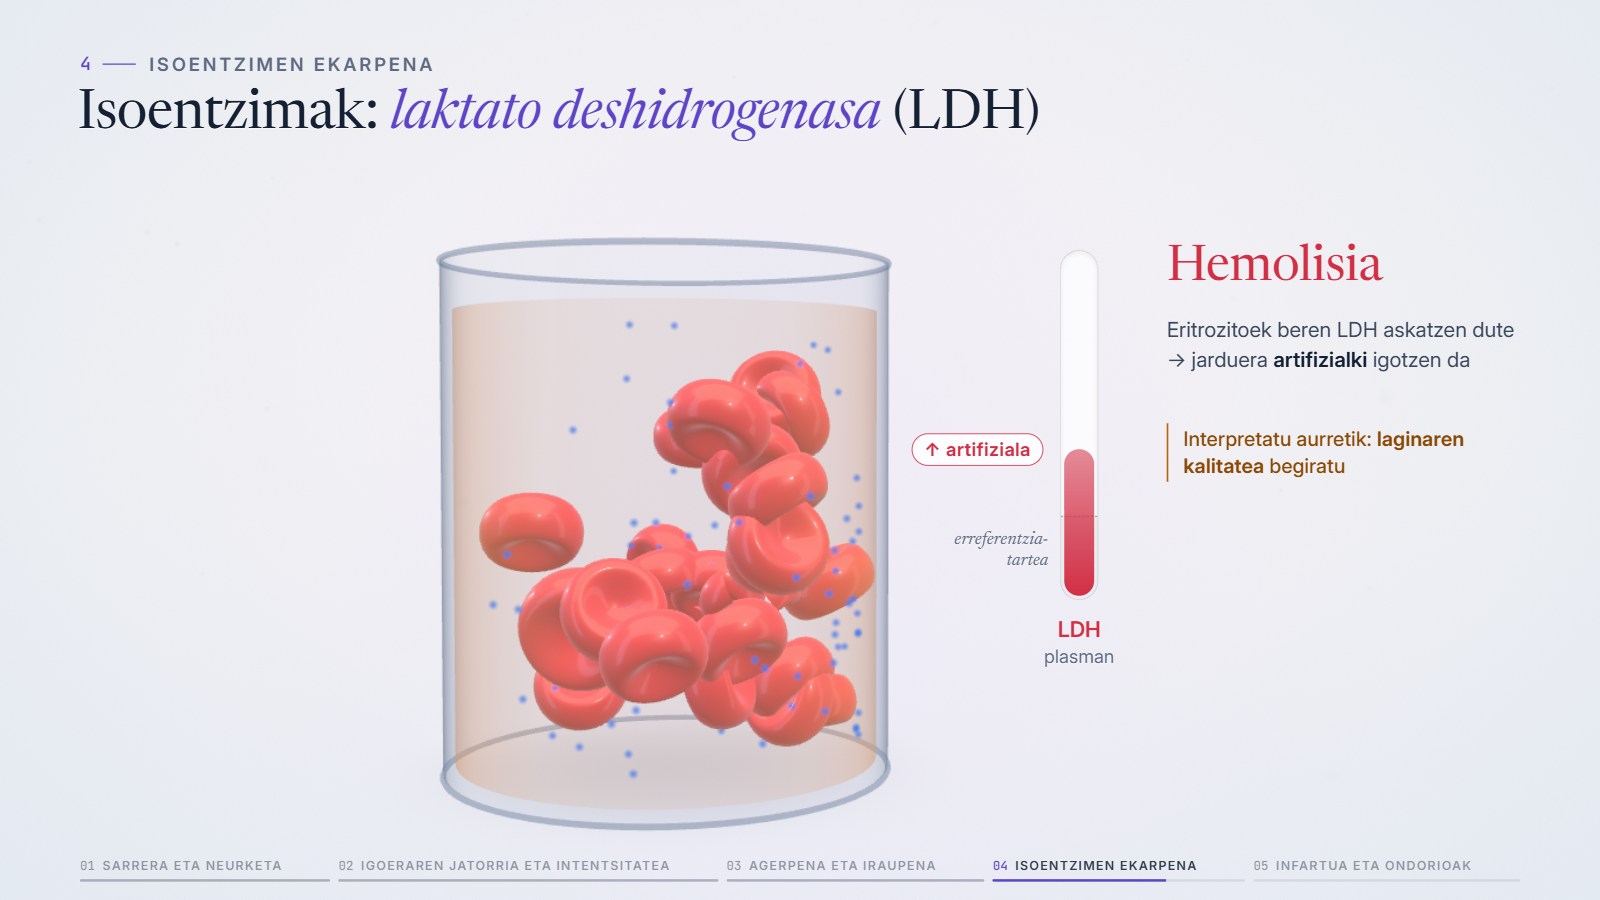 4 — ISOENTZIMEN EKARPENA
Isoentzimak: laktato deshidrogenasa (LDH)
Hemolisia
Eritrozitoek beren LDH askatzen dute
→ jarduera artifizialki igotzen da
Interpretatu aurretik: laginaren
kalitatea begiratu
↑ artifiziala
erreferentzia-
tartea
LDH
plasman
01 SARRERA ETA NEURKETA
02 IGOERAREN JATORRIA ETA INTENTSITATEA
03 AGERPENA ETA IRAUPENA
04 ISOENTZIMEN EKARPENA
05 INFARTUA ETA ONDORIOAK